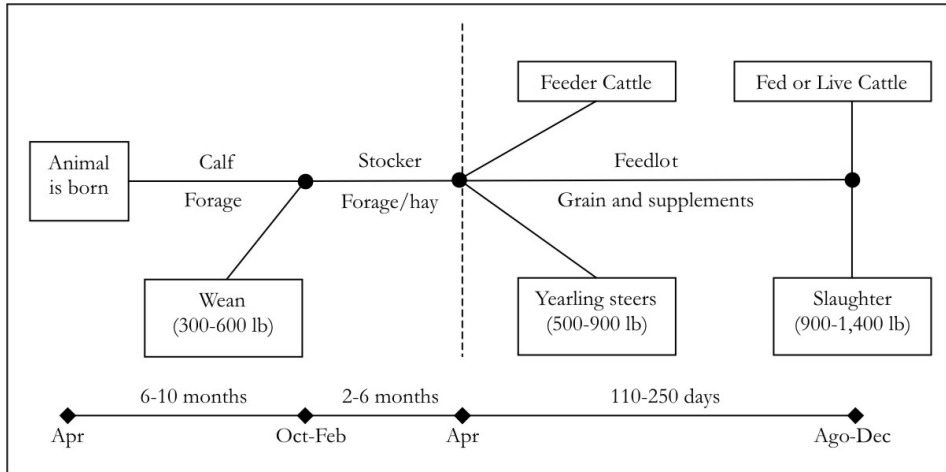 Feeder Cattle
Fed or Live Cattle
Animal
is born
Calf
Stocker
Feedlot
Forage
Forage/hay
Grain and supplements
Wean
(300-600 lb)
Yearling steers
(500-900 lb)
Slaughter
(900-1,400 lb)
6-10 months
2-6 months
110-250 days
Apr
Oct-Feb
Apr
Ago-Dec